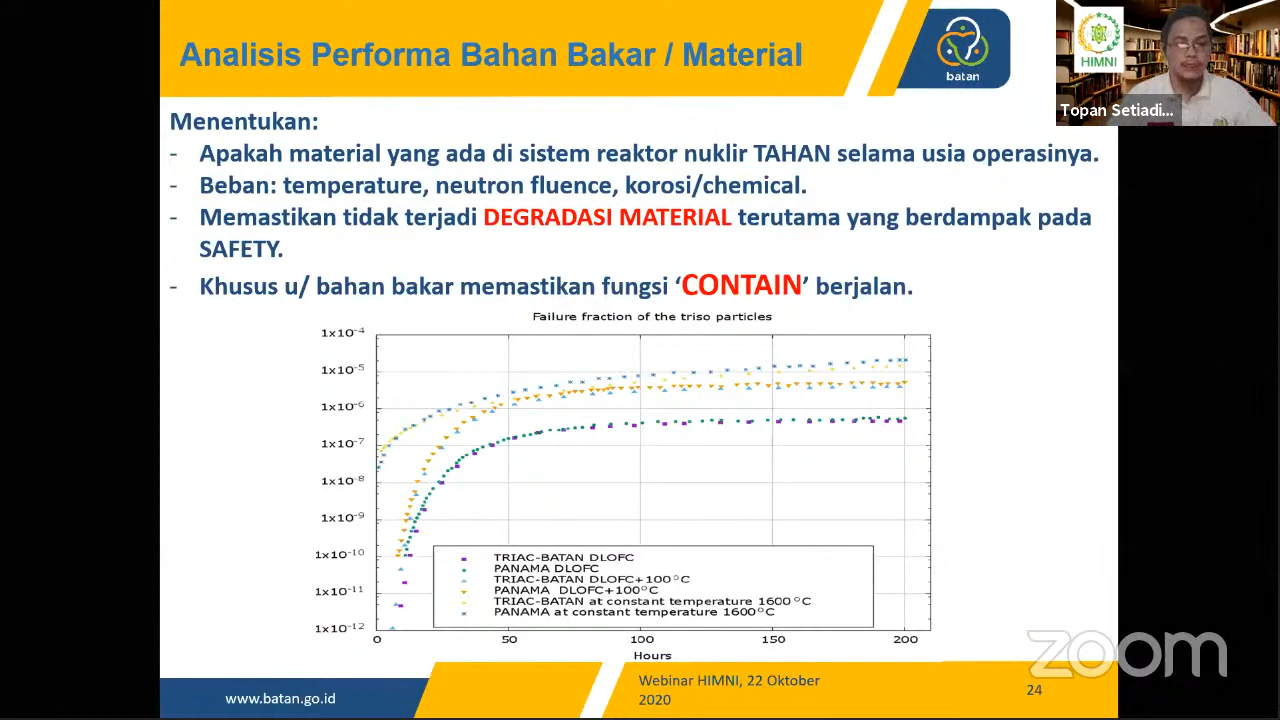 Analisis Performa Bahan Bakar / Material
batan
HIMNI
Topan Setiadi...
Menentukan:
- Apakah material yang ada di sistem reaktor nuklir TAHAN selama usia operasinya.
- Beban: temperature, neutron fluence, korosi/chemical.
- Memastikan tidak terjadi DEGRADASI MATERIAL terutama yang berdampak pada
SAFETY.
- Khusus u/ bahan bakar memastikan fungsi ‘CONTAIN’ berjalan.
Failure fraction of the triso particles
1x10⁻⁴
1x10⁻⁵
1x10⁻⁶
1x10⁻⁷
1x10⁻⁸
1x10⁻⁹
1x10⁻¹⁰
1x10⁻¹¹
1x10⁻¹²
TRIAC-BATAN DLOFC
PANAMA DLOFC
TRIAC-BATAN DLOFC+100°C
PANAMA DLOFC+100°C
TRIAC-BATAN at constant temperature 1600°C
PANAMA at constant temperature 1600°C
0 50 100 150 200
Hours
zoom
www.batan.go.id
Webinar HIMNI, 22 Oktober
2020
24